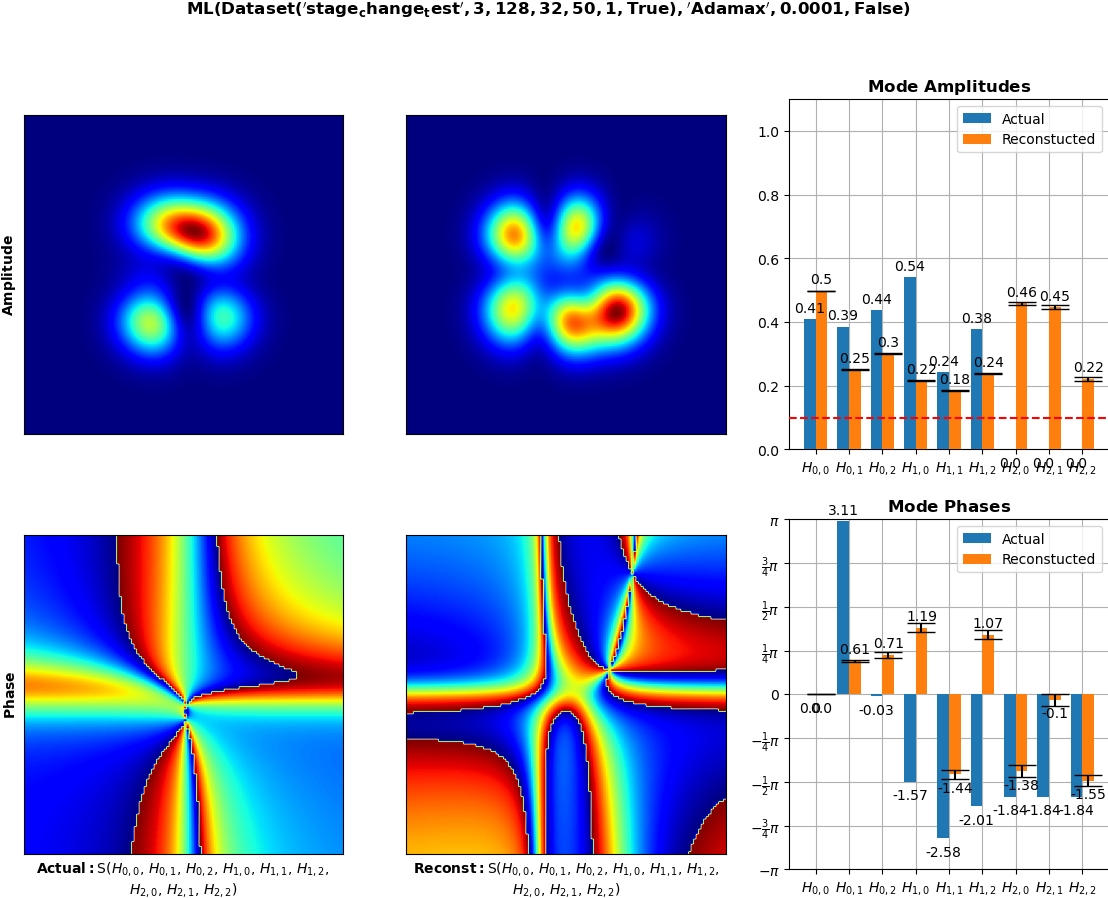 ML(Dataset('stage_change_test', 3, 128, 32, 50, 1, True), 'Adamax', 0.0001, False)
Amplitude
Mode Amplitudes
Actual
Reconstucted
1.0
0.8
0.6
0.4
0.2
0.0
0.41
0.5
0.39
0.25
0.44
0.3
0.54
0.22
0.24
0.18
0.38
0.24
0.0
0.46
0.0
0.45
0.0
0.22
H0,0 H0,1 H0,2 H1,0 H1,1 H1,2 H2,0 H2,1 H2,2
Phase
Actual: S(H0,0, H0,1, H0,2, H1,0, H1,1, H1,2,
H2,0, H2,1, H2,2)
Reconst: S(H0,0, H0,1, H0,2, H1,0, H1,1, H1,2,
H2,0, H2,1, H2,2)
Mode Phases
Actual
Reconstucted
π
3/4π
1/2π
1/4π
0
−1/4π
−1/2π
−3/4π
−π
0.0
0.0
3.11
0.61
-0.03
0.71
-1.57
1.19
-2.58
-1.44
-2.01
1.07
-1.84
-1.38
-1.84
-0.1
-1.84
-1.55
H0,0 H0,1 H0,2 H1,0 H1,1 H1,2 H2,0 H2,1 H2,2